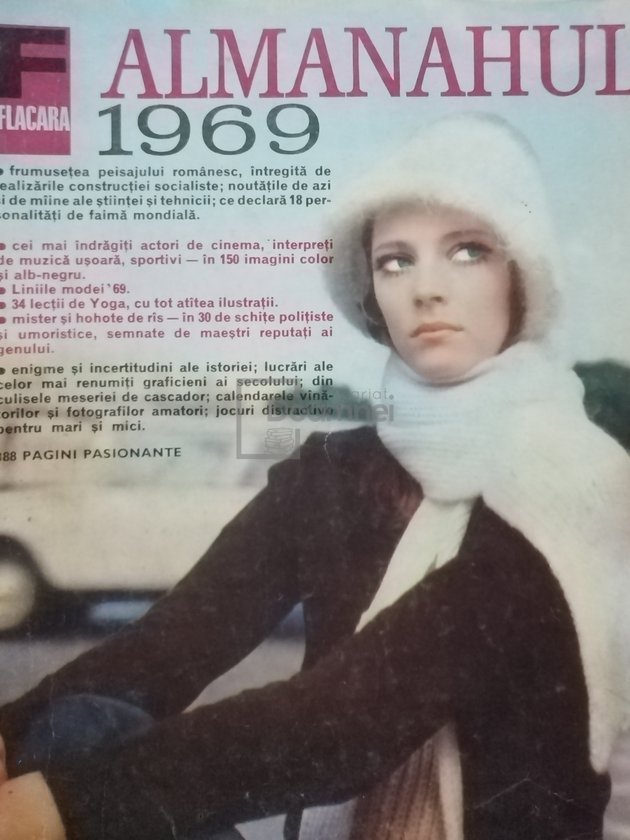 F
FLACARA
ALMANAHUL
1969
• frumusețea peisajului românesc, întregită de
ealizările construcției socialiste; noutățile de azi
și de mîine ale științei și tehnicii; ce declară 18 per-
onalități de faimă mondială.
• cei mai îndrăgiți actori de cinema, interpreți
de muzică ușoară, sportivi — în 150 imagini color
și alb-negru.
• Liniile modei '69.
• 34 lecții de Yoga, cu tot atîtea ilustrații.
• mister și hohote de rîs — în 30 de schițe polițiste
și umoristice, semnate de maeștri reputați ai
genului.
• enigme și incertitudini ale istoriei; lucrări ale
celor mai renumiți graficieni ai secolului; din
culisele meseriei de cascador; calendarele vînă-
torilor și fotografilor amatori; jocuri distractive
pentru mari și mici.
388 PAGINI PASIONANTE